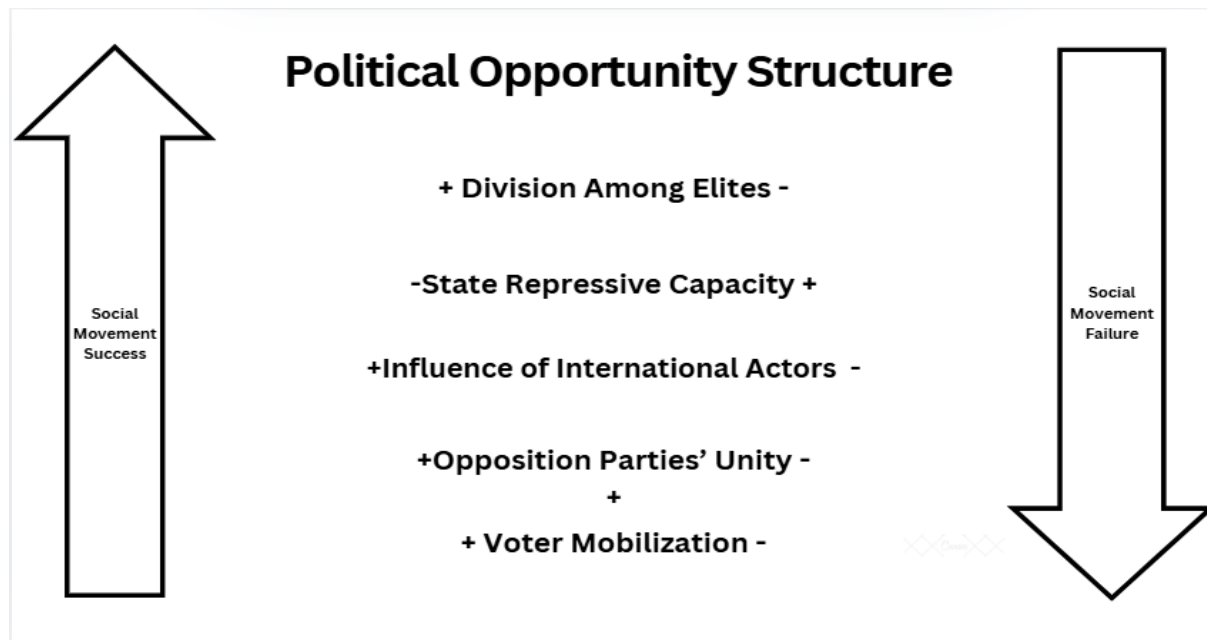 Political Opportunity Structure
+ Division Among Elites -
-State Repressive Capacity +
+Influence of International Actors -
+Opposition Parties’ Unity -
+
+ Voter Mobilization -
Social
Movement
Success
Social
Movement
Failure